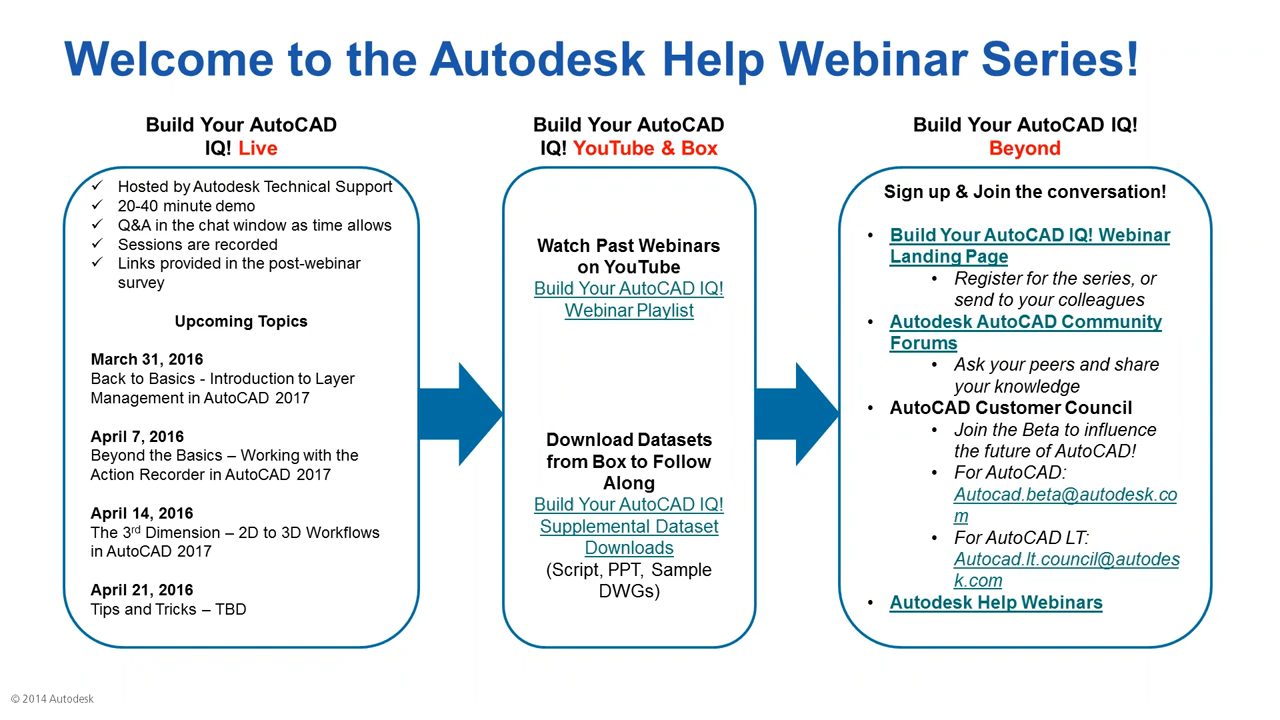 Welcome to the Autodesk Help Webinar Series!
Build Your AutoCAD
IQ! Live
✓ Hosted by Autodesk Technical Support
✓ 20-40 minute demo
✓ Q&A in the chat window as time allows
✓ Sessions are recorded
✓ Links provided in the post-webinar
survey
Upcoming Topics
March 31, 2016
Back to Basics - Introduction to Layer
Management in AutoCAD 2017
April 7, 2016
Beyond the Basics – Working with the
Action Recorder in AutoCAD 2017
April 14, 2016
The 3rd Dimension – 2D to 3D Workflows
in AutoCAD 2017
April 21, 2016
Tips and Tricks – TBD
Build Your AutoCAD
IQ! YouTube & Box
Watch Past Webinars
on YouTube
Build Your AutoCAD IQ!
Webinar Playlist
Download Datasets
from Box to Follow
Along
Build Your AutoCAD IQ!
Supplemental Dataset
Downloads
(Script, PPT, Sample
DWGs)
Build Your AutoCAD IQ!
Beyond
Sign up & Join the conversation!
• Build Your AutoCAD IQ! Webinar
Landing Page
• Register for the series, or
send to your colleagues
• Autodesk AutoCAD Community
Forums
• Ask your peers and share
your knowledge
• AutoCAD Customer Council
• Join the Beta to influence
the future of AutoCAD!
• For AutoCAD:
Autocad.beta@autodesk.co
m
• For AutoCAD LT:
Autocad.lt.council@autodes
k.com
• Autodesk Help Webinars
© 2014 Autodesk